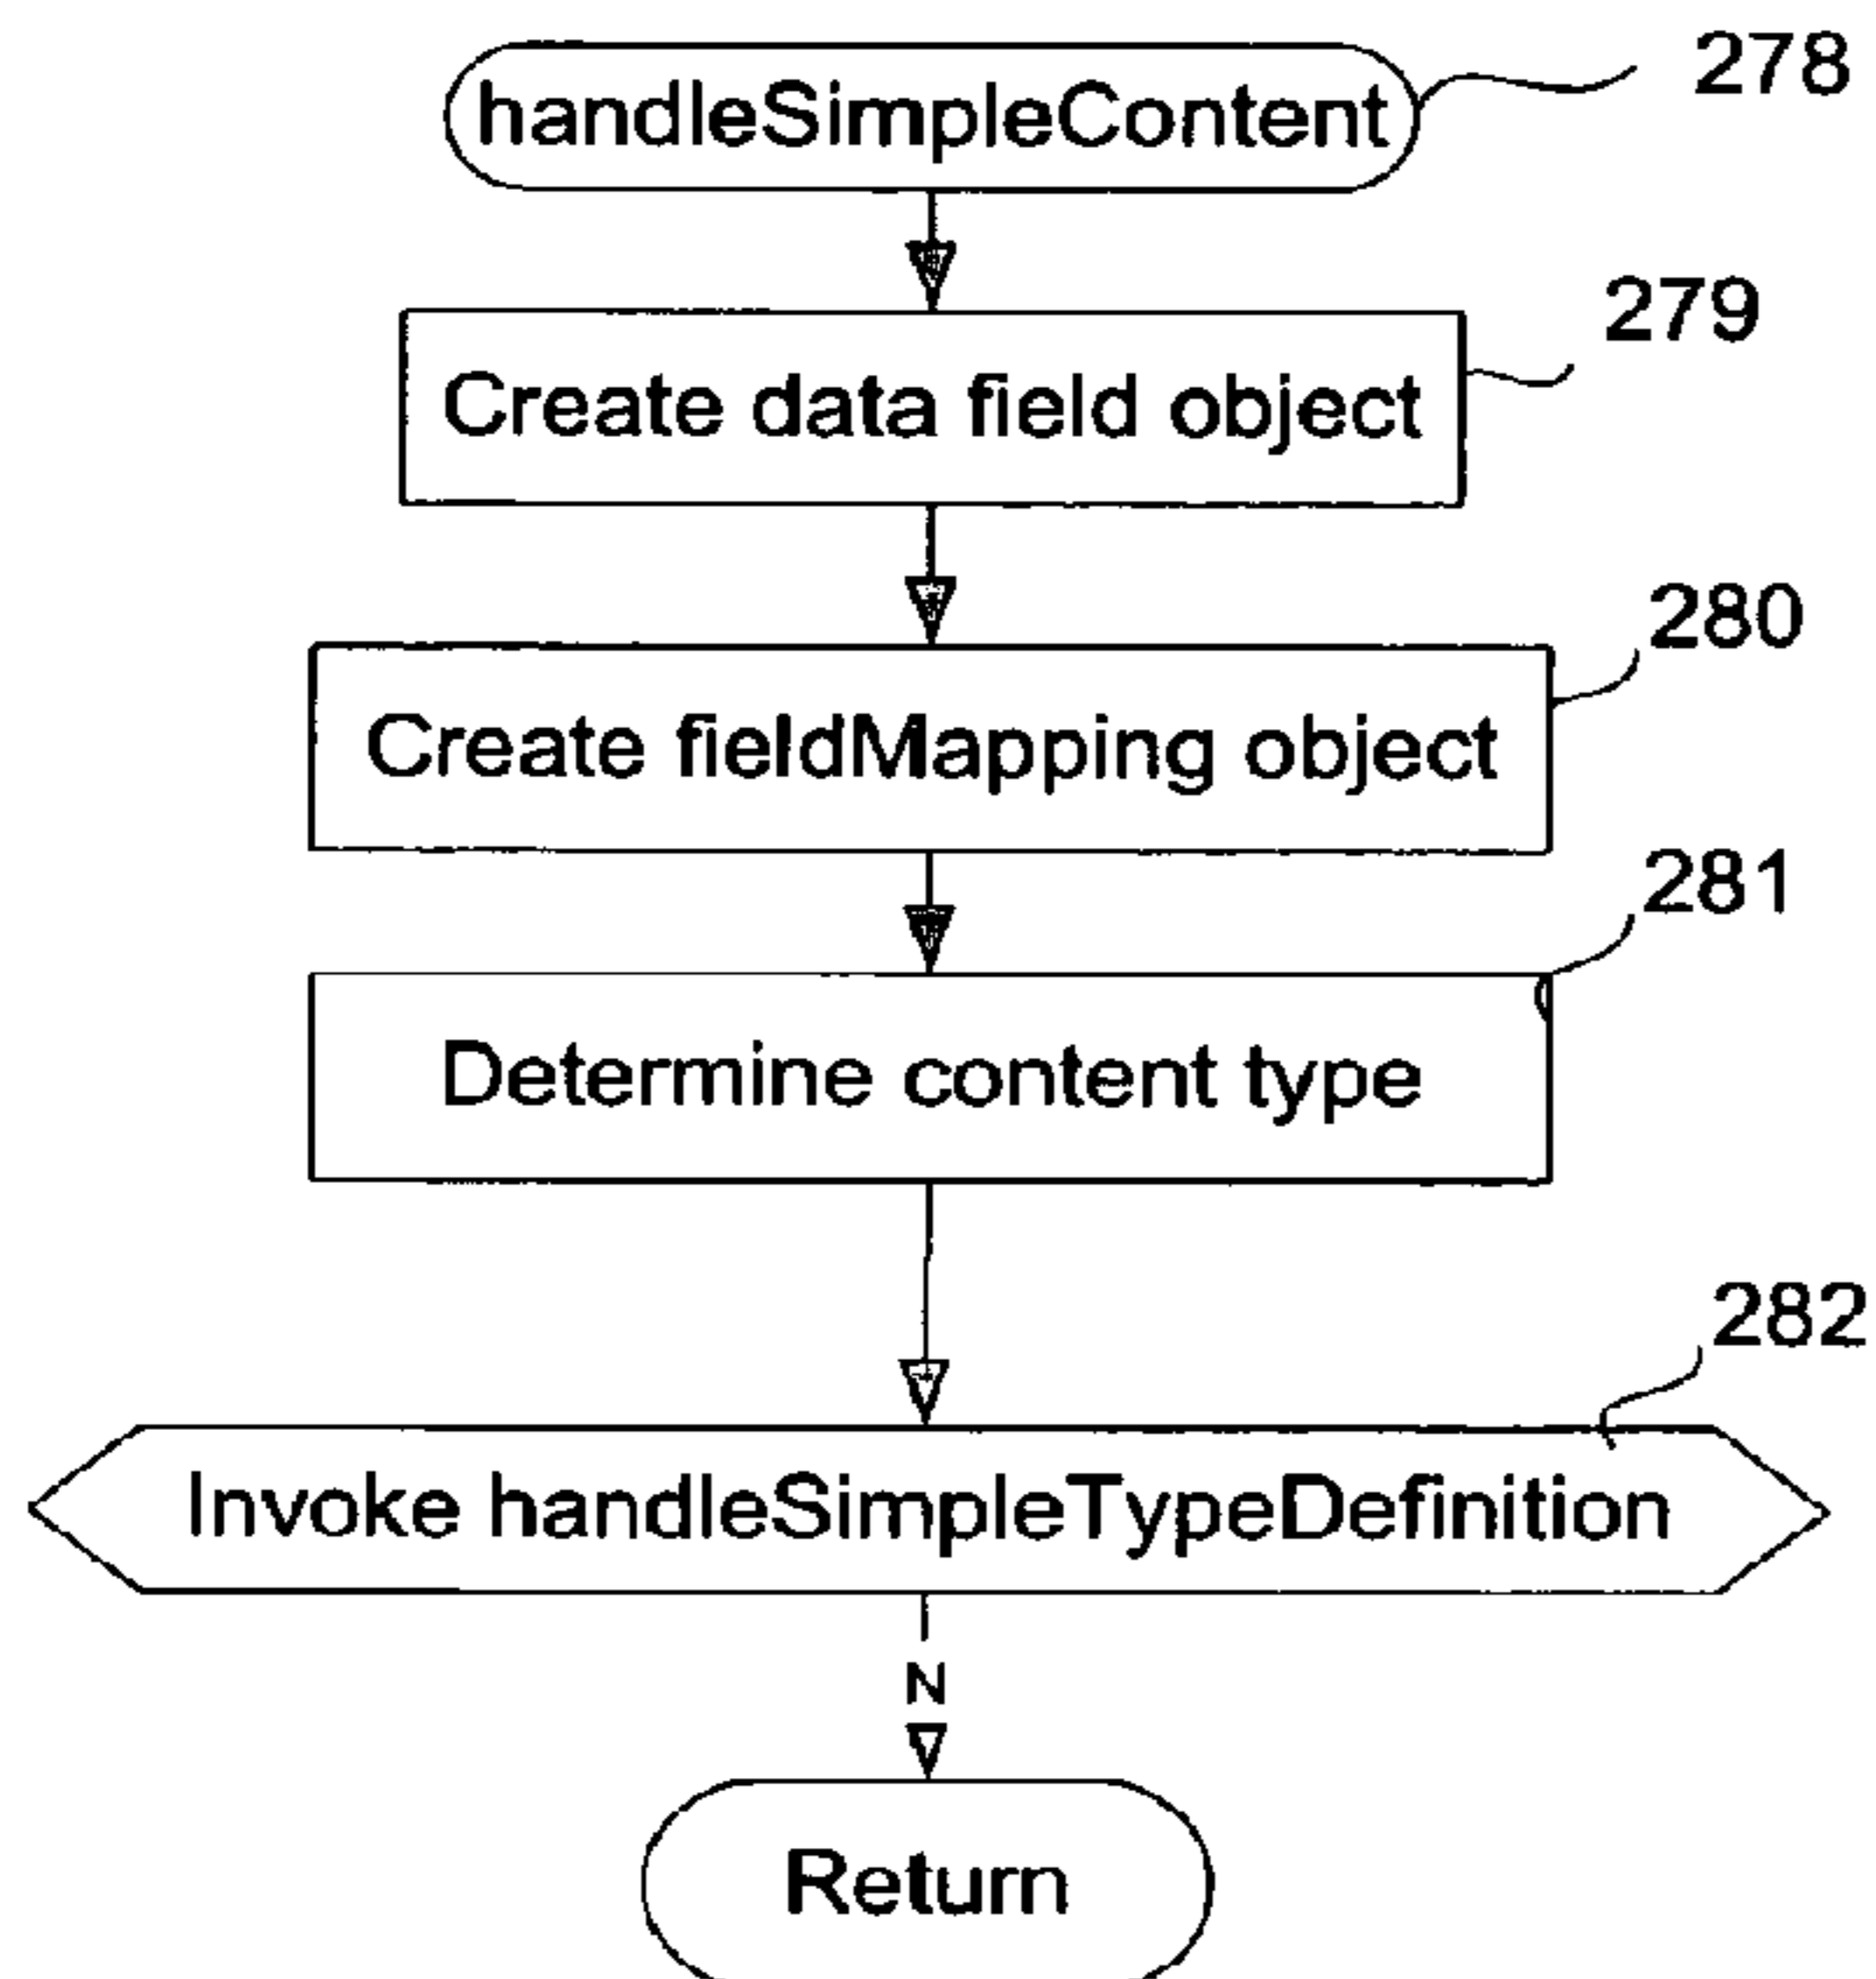 handleSimpleContent
278
279
Create data field object
280
Create fieldMapping object
281
Determine content type
282
Invoke handleSimpleTypeDefinition
N
Return